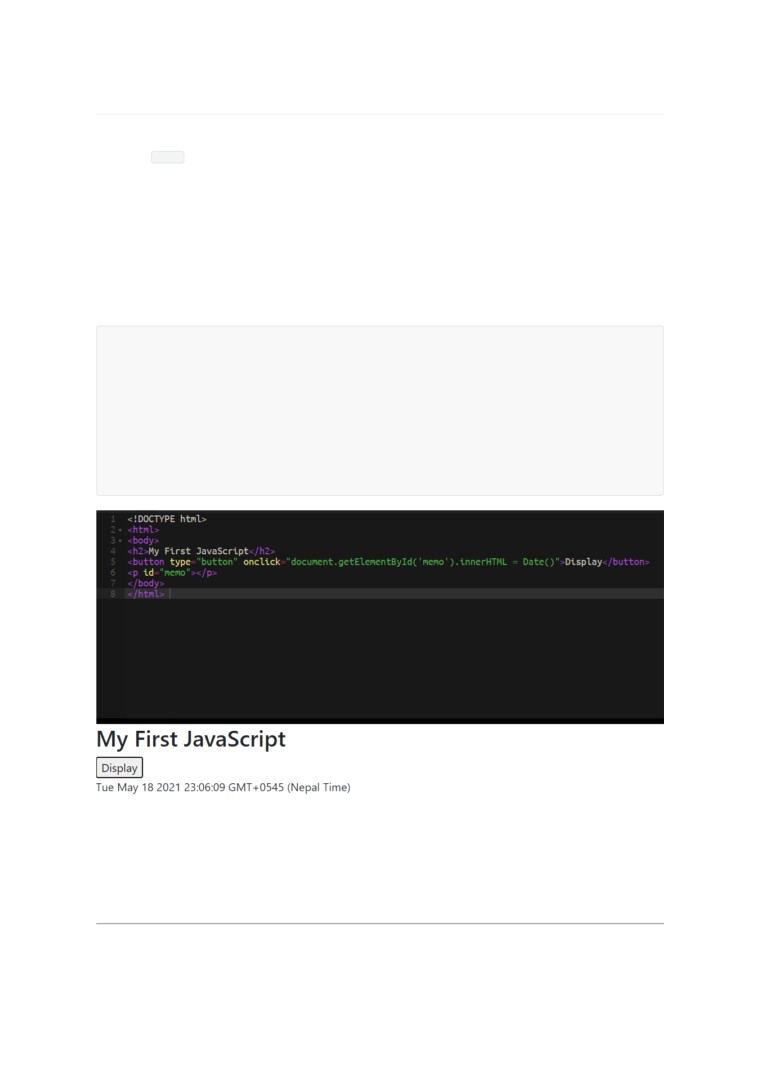 1 <!DOCTYPE html>
2 <html>
3 <body>
4 <h2>My First JavaScript</h2>
5 <button type="button" onclick="document.getElementById('memo').innerHTML = Date()">Display</button>
6 <p id="memo"></p>
7 </body>
8 </html>
My First JavaScript
Display
Tue May 18 2021 23:06:09 GMT+0545 (Nepal Time)